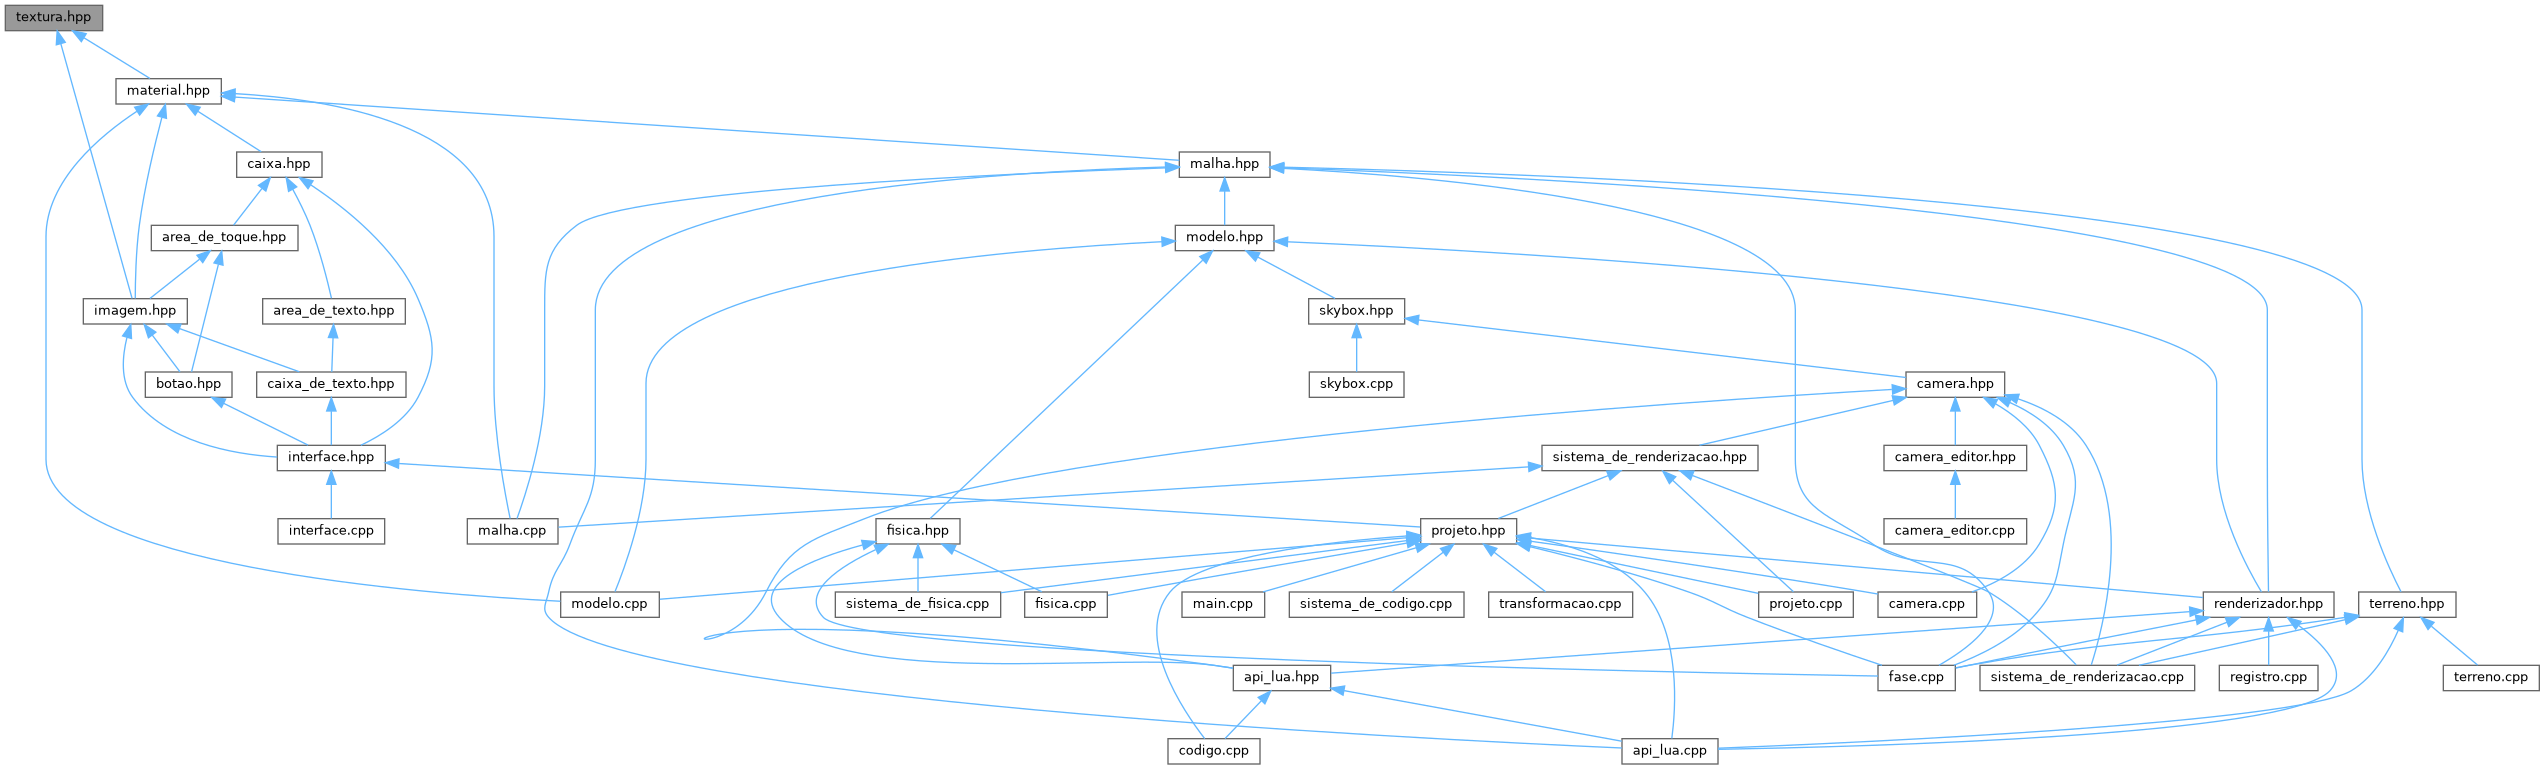 textura.hpp
material.hpp
caixa.hpp
malha.hpp
area_de_toque.hpp
modelo.hpp
imagem.hpp
area_de_texto.hpp
skybox.hpp
botao.hpp
caixa_de_texto.hpp
skybox.cpp
camera.hpp
interface.hpp
sistema_de_renderizacao.hpp
camera_editor.hpp
interface.cpp
malha.cpp
fisica.hpp
projeto.hpp
camera_editor.cpp
modelo.cpp
sistema_de_fisica.cpp
fisica.cpp
main.cpp
sistema_de_codigo.cpp
transformacao.cpp
projeto.cpp
camera.cpp
renderizador.hpp
terreno.hpp
api_lua.hpp
fase.cpp
sistema_de_renderizacao.cpp
registro.cpp
terreno.cpp
codigo.cpp
api_lua.cpp